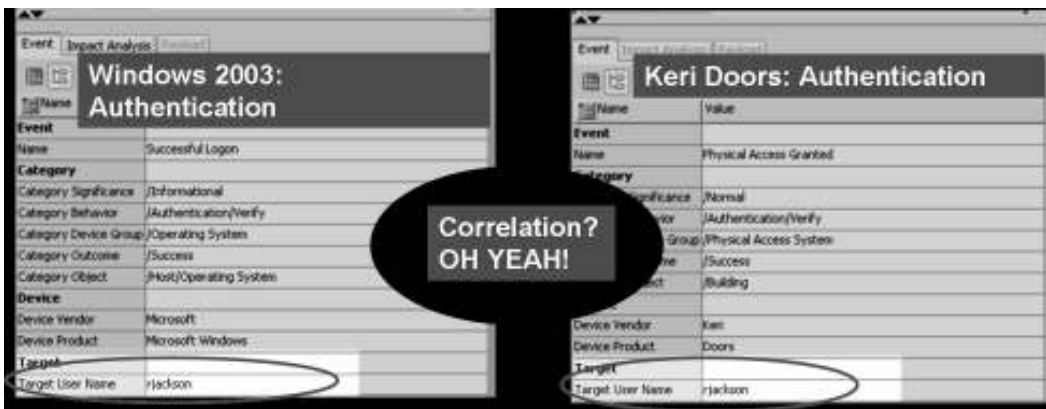 Event Impact Analysis
Windows 2003:
Authentication
Name
Event
Name Successful Logon
Category
Category Significance /Informational
Category Behavior /Authentication/Verify
Category Device Group /Operating System
Category Outcome /Success
Category Object /Host/Operating System
Device
Device Vendor Microsoft
Device Product Microsoft Windows
Target
Target User Name rjackson
Correlation?
OH YEAH!
Event
Keri Doors: Authentication
Name Value
Event
Name Physical Access Granted
/Normal
/Authentication/Verify
Group /Physical Access System
/Success
/Building
Device Vendor Keri
Device Product Doors
Target
Target User Name rjackson